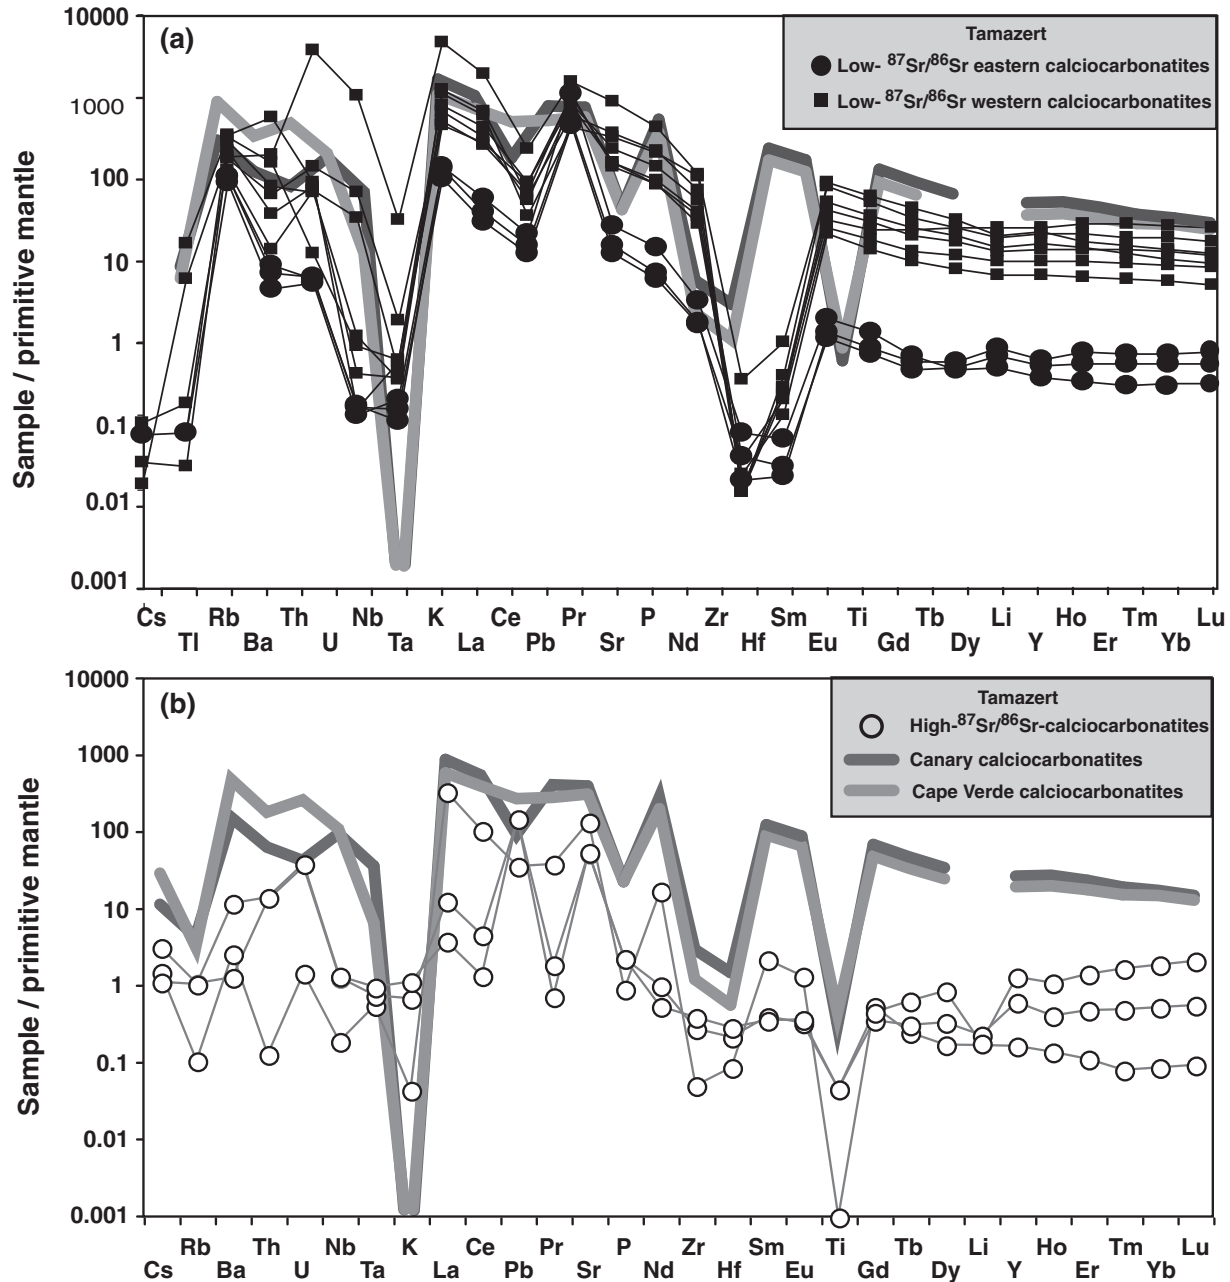 (a)
Tamazert
Low- 87Sr/86Sr eastern calciocarbonatites
Low- 87Sr/86Sr western calciocarbonatites
10000
1000
100
10
1
0.1
0.01
0.001
Sample / primitive mantle
Cs Rb Th Nb K Ce Pr P Zr Sm Ti Tb Li Ho Tm Lu
Tl Ba U Ta La Pb Sr Nd Hf Eu Gd Dy Y Er Yb
(b)
Tamazert
High-87Sr/86Sr-calciocarbonatites
Canary calciocarbonatites
Cape Verde calciocarbonatites
10000
1000
100
10
1
0.1
0.01
0.001
Sample / primitive mantle
Rb Th Nb K Ce Pr P Zr Sm Ti Tb Li Ho Tm Lu
Cs Ba U Ta La Pb Sr Nd Hf Eu Gd Dy Y Er Yb